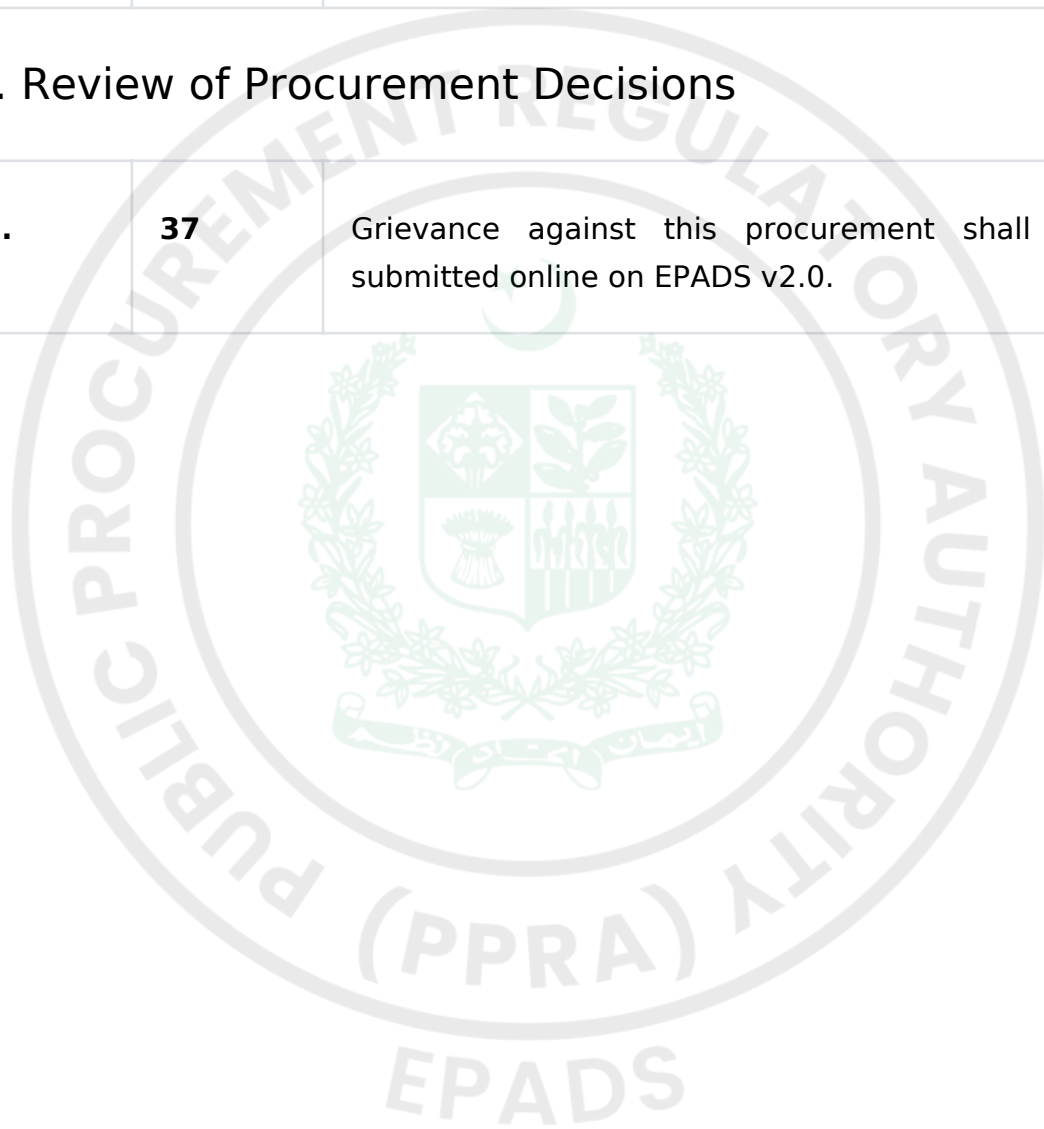 . Review of Procurement Decisions
. 37 Grievance against this procurement shall
submitted online on EPADS v2.0.
PUBLIC PROCUREMENT REGULATORY AUTHORITY
(PPRA)
EPADS